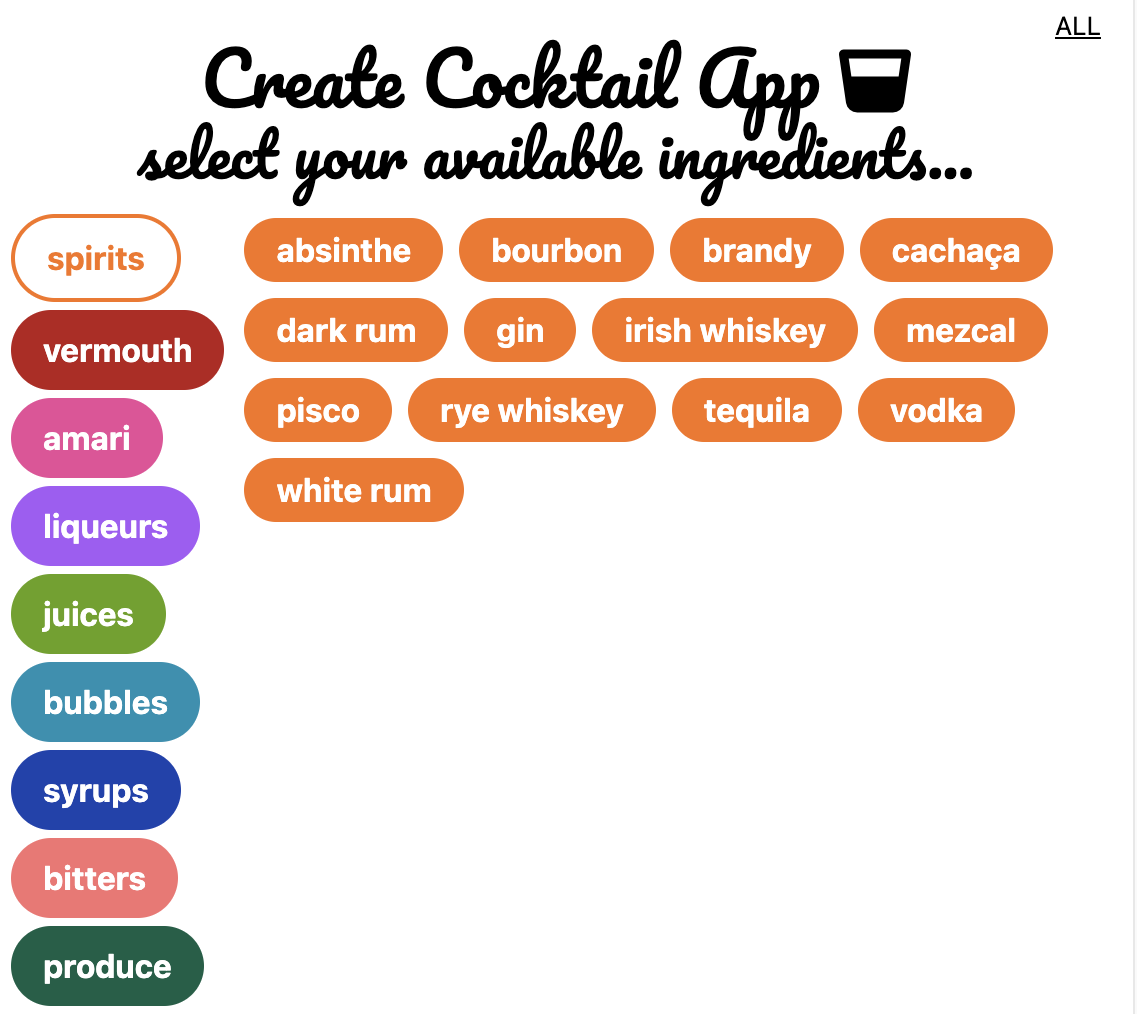 ALL
Create Cocktail App
select your available ingredients...
spirits
vermouth
amari
liqueurs
juices
bubbles
syrups
bitters
produce
absinthe bourbon brandy cachaça
dark rum gin irish whiskey mezcal
pisco rye whiskey tequila vodka
white rum